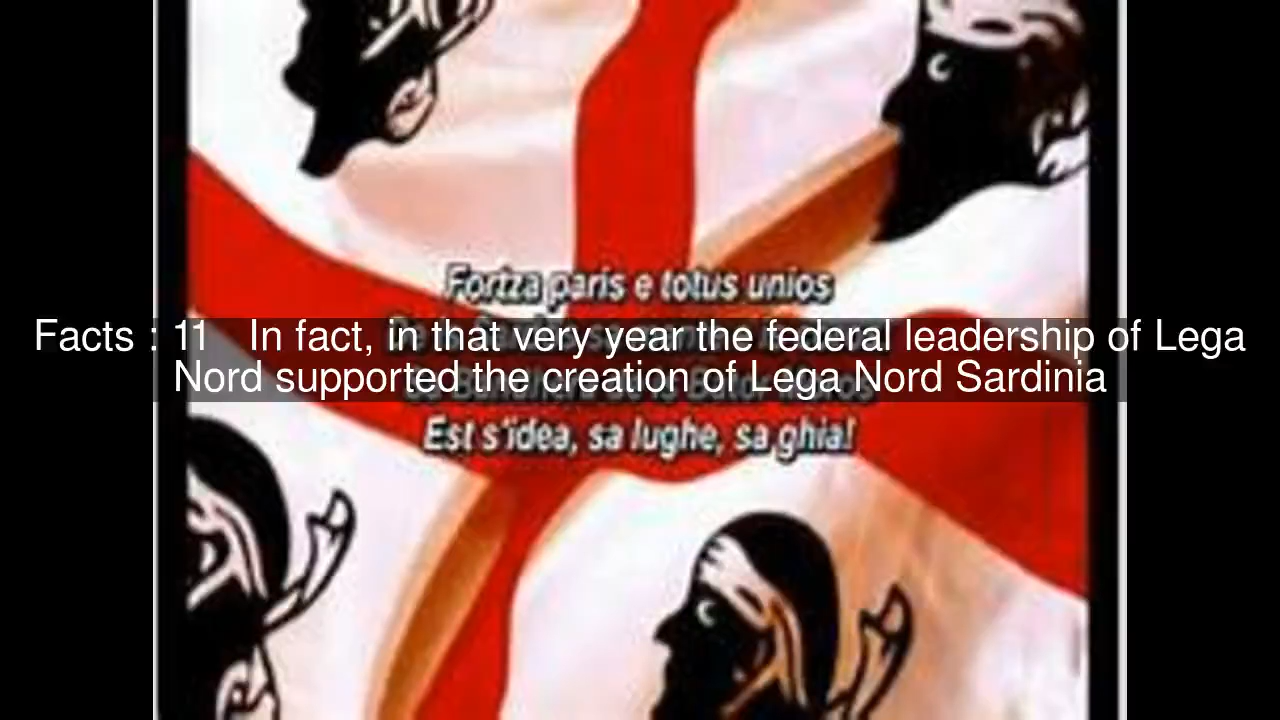 Fortza paris e totus unios
Facts : 11 In fact, in that very year the federal leadership of Lega
Nord supported the creation of Lega Nord Sardinia
Est s'idea, sa lughe, sa ghia!